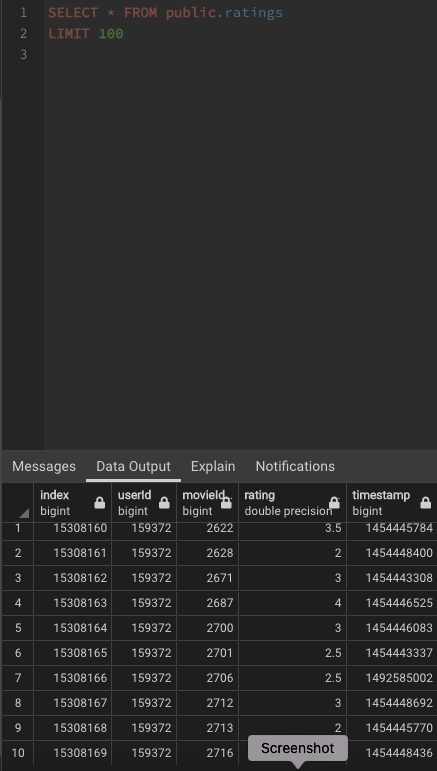 1 SELECT * FROM public.ratings
2 LIMIT 100
3
Messages Data Output Explain Notifications
index userId movieId rating timestamp
bigint bigint bigint double precision bigint
1 15308160 159372 2622 3.5 1454445784
2 15308161 159372 2628 2 1454448400
3 15308162 159372 2671 3 1454443308
4 15308163 159372 2687 4 1454446525
5 15308164 159372 2700 3 1454446083
6 15308165 159372 2701 2.5 1454443337
7 15308166 159372 2706 2.5 1492585002
8 15308167 159372 2712 3 1454448692
9 15308168 159372 2713 2 1454445770
10 15308169 159372 2716 1454448436
Screenshot